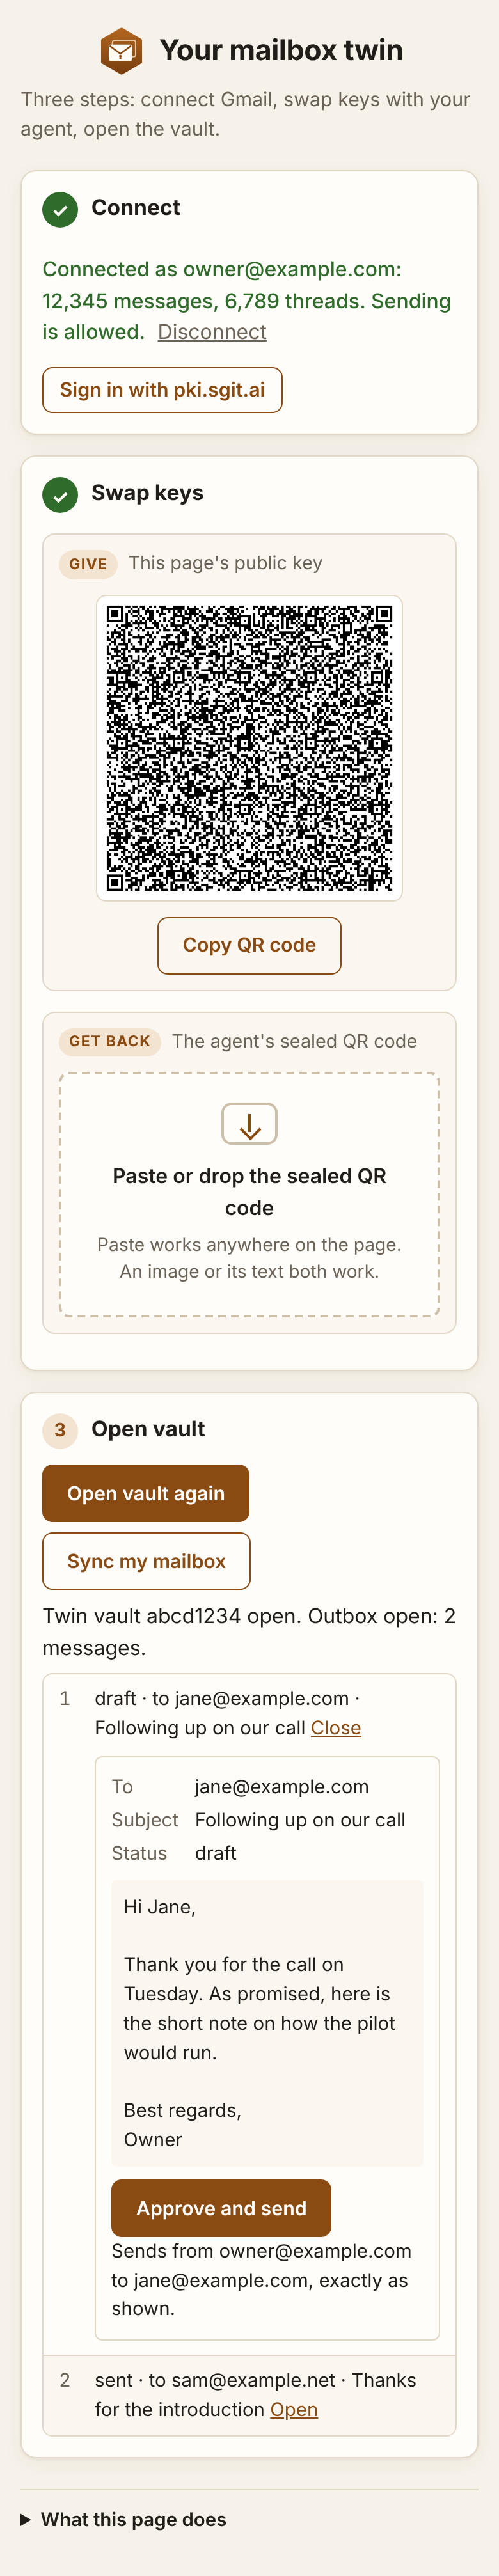 Your mailbox twin
Three steps: connect Gmail, swap keys with your
agent, open the vault.
Connect
Connected as owner@example.com:
12,345 messages, 6,789 threads. Sending
is allowed. Disconnect
Sign in with pki.sgit.ai
Swap keys
GIVE This page's public key
Copy QR code
GET BACK The agent's sealed QR code
Paste or drop the sealed QR
code
Paste works anywhere on the page.
An image or its text both work.
3 Open vault
Open vault again
Sync my mailbox
Twin vault abcd1234 open. Outbox open: 2
messages.
1 draft · to jane@example.com ·
Following up on our call Close
To jane@example.com
Subject Following up on our call
Status draft
Hi Jane,
Thank you for the call on
Tuesday. As promised, here is
the short note on how the pilot
would run.
Best regards,
Owner
Approve and send
Sends from owner@example.com
to jane@example.com, exactly as
shown.
2 sent · to sam@example.net · Thanks
for the introduction Open
What this page does